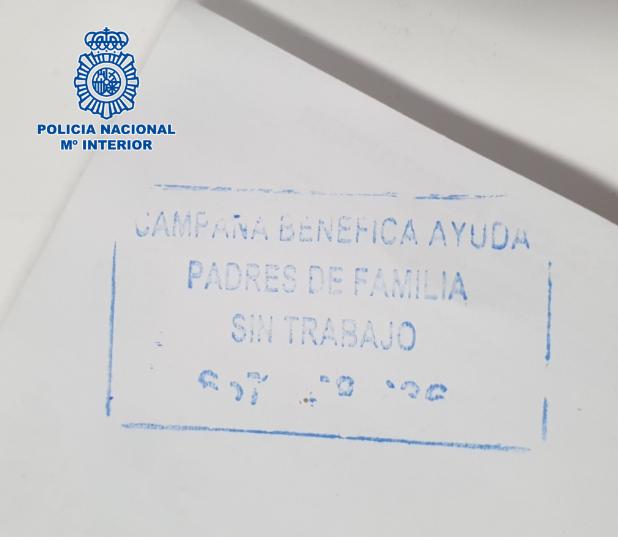 POLICIA NACIONAL
Mº INTERIOR
CAMPAÑA BENEFICA AYUDA
PADRES DE FAMILIA
SIN TRABAJO